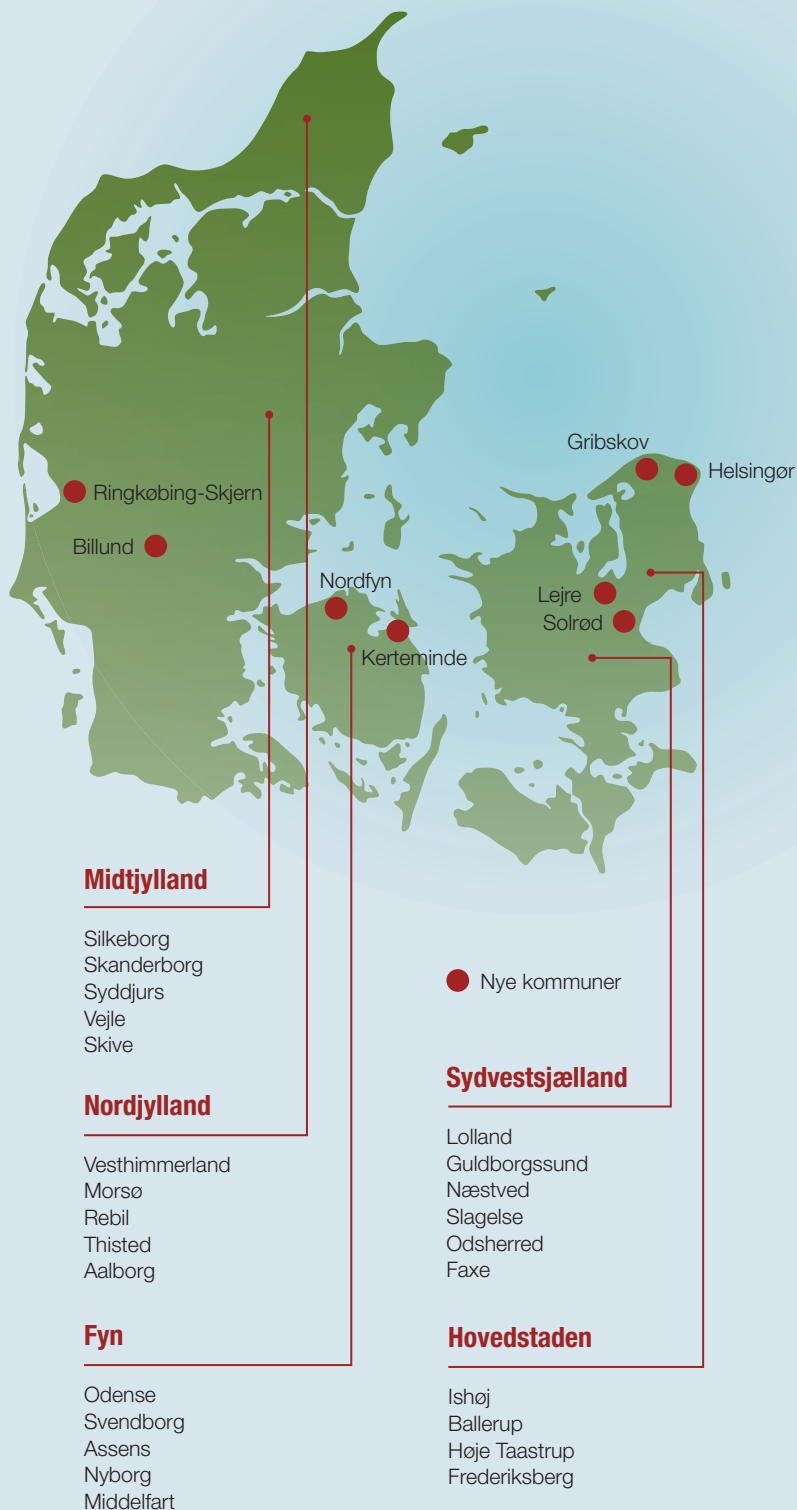 Gribskov
Helsingør
Ringkøbing-Skjern
Billund
Nordfyn
Lejre
Solrød
Kerteminde
Midtjylland
Silkeborg
Skanderborg
Syddjurs
Vejle
Skive
Nordjylland
Vesthimmerland
Morsø
Rebil
Thisted
Aalborg
Fyn
Odense
Svendborg
Assens
Nyborg
Middelfart
Nye kommuner
Sydvestsjælland
Lolland
Guldborgssund
Næstved
Slagelse
Odsherred
Faxe
Hovedstaden
Ishøj
Ballerup
Høje Taastrup
Frederiksberg